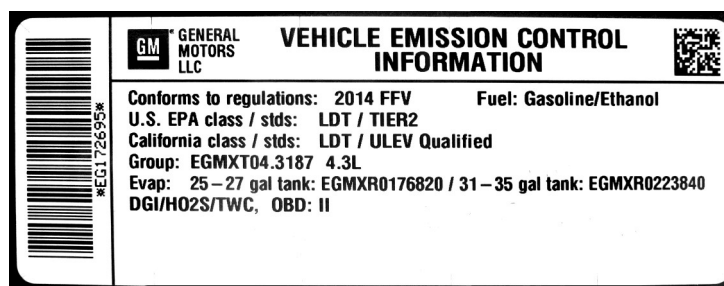 *EG172695*
GM
GENERAL
MOTORS
LLC
VEHICLE EMISSION CONTROL
INFORMATION
Conforms to regulations: 2014 FFV Fuel: Gasoline/Ethanol
U.S. EPA class / stds: LDT / TIER2
California class / stds: LDT / ULEV Qualified
Group: EGMXT04.3187 4.3L
Evap: 25-27 gal tank: EGMXR0176820 / 31-35 gal tank: EGMXR0223840
DGI/HO2S/TWC, OBD: II